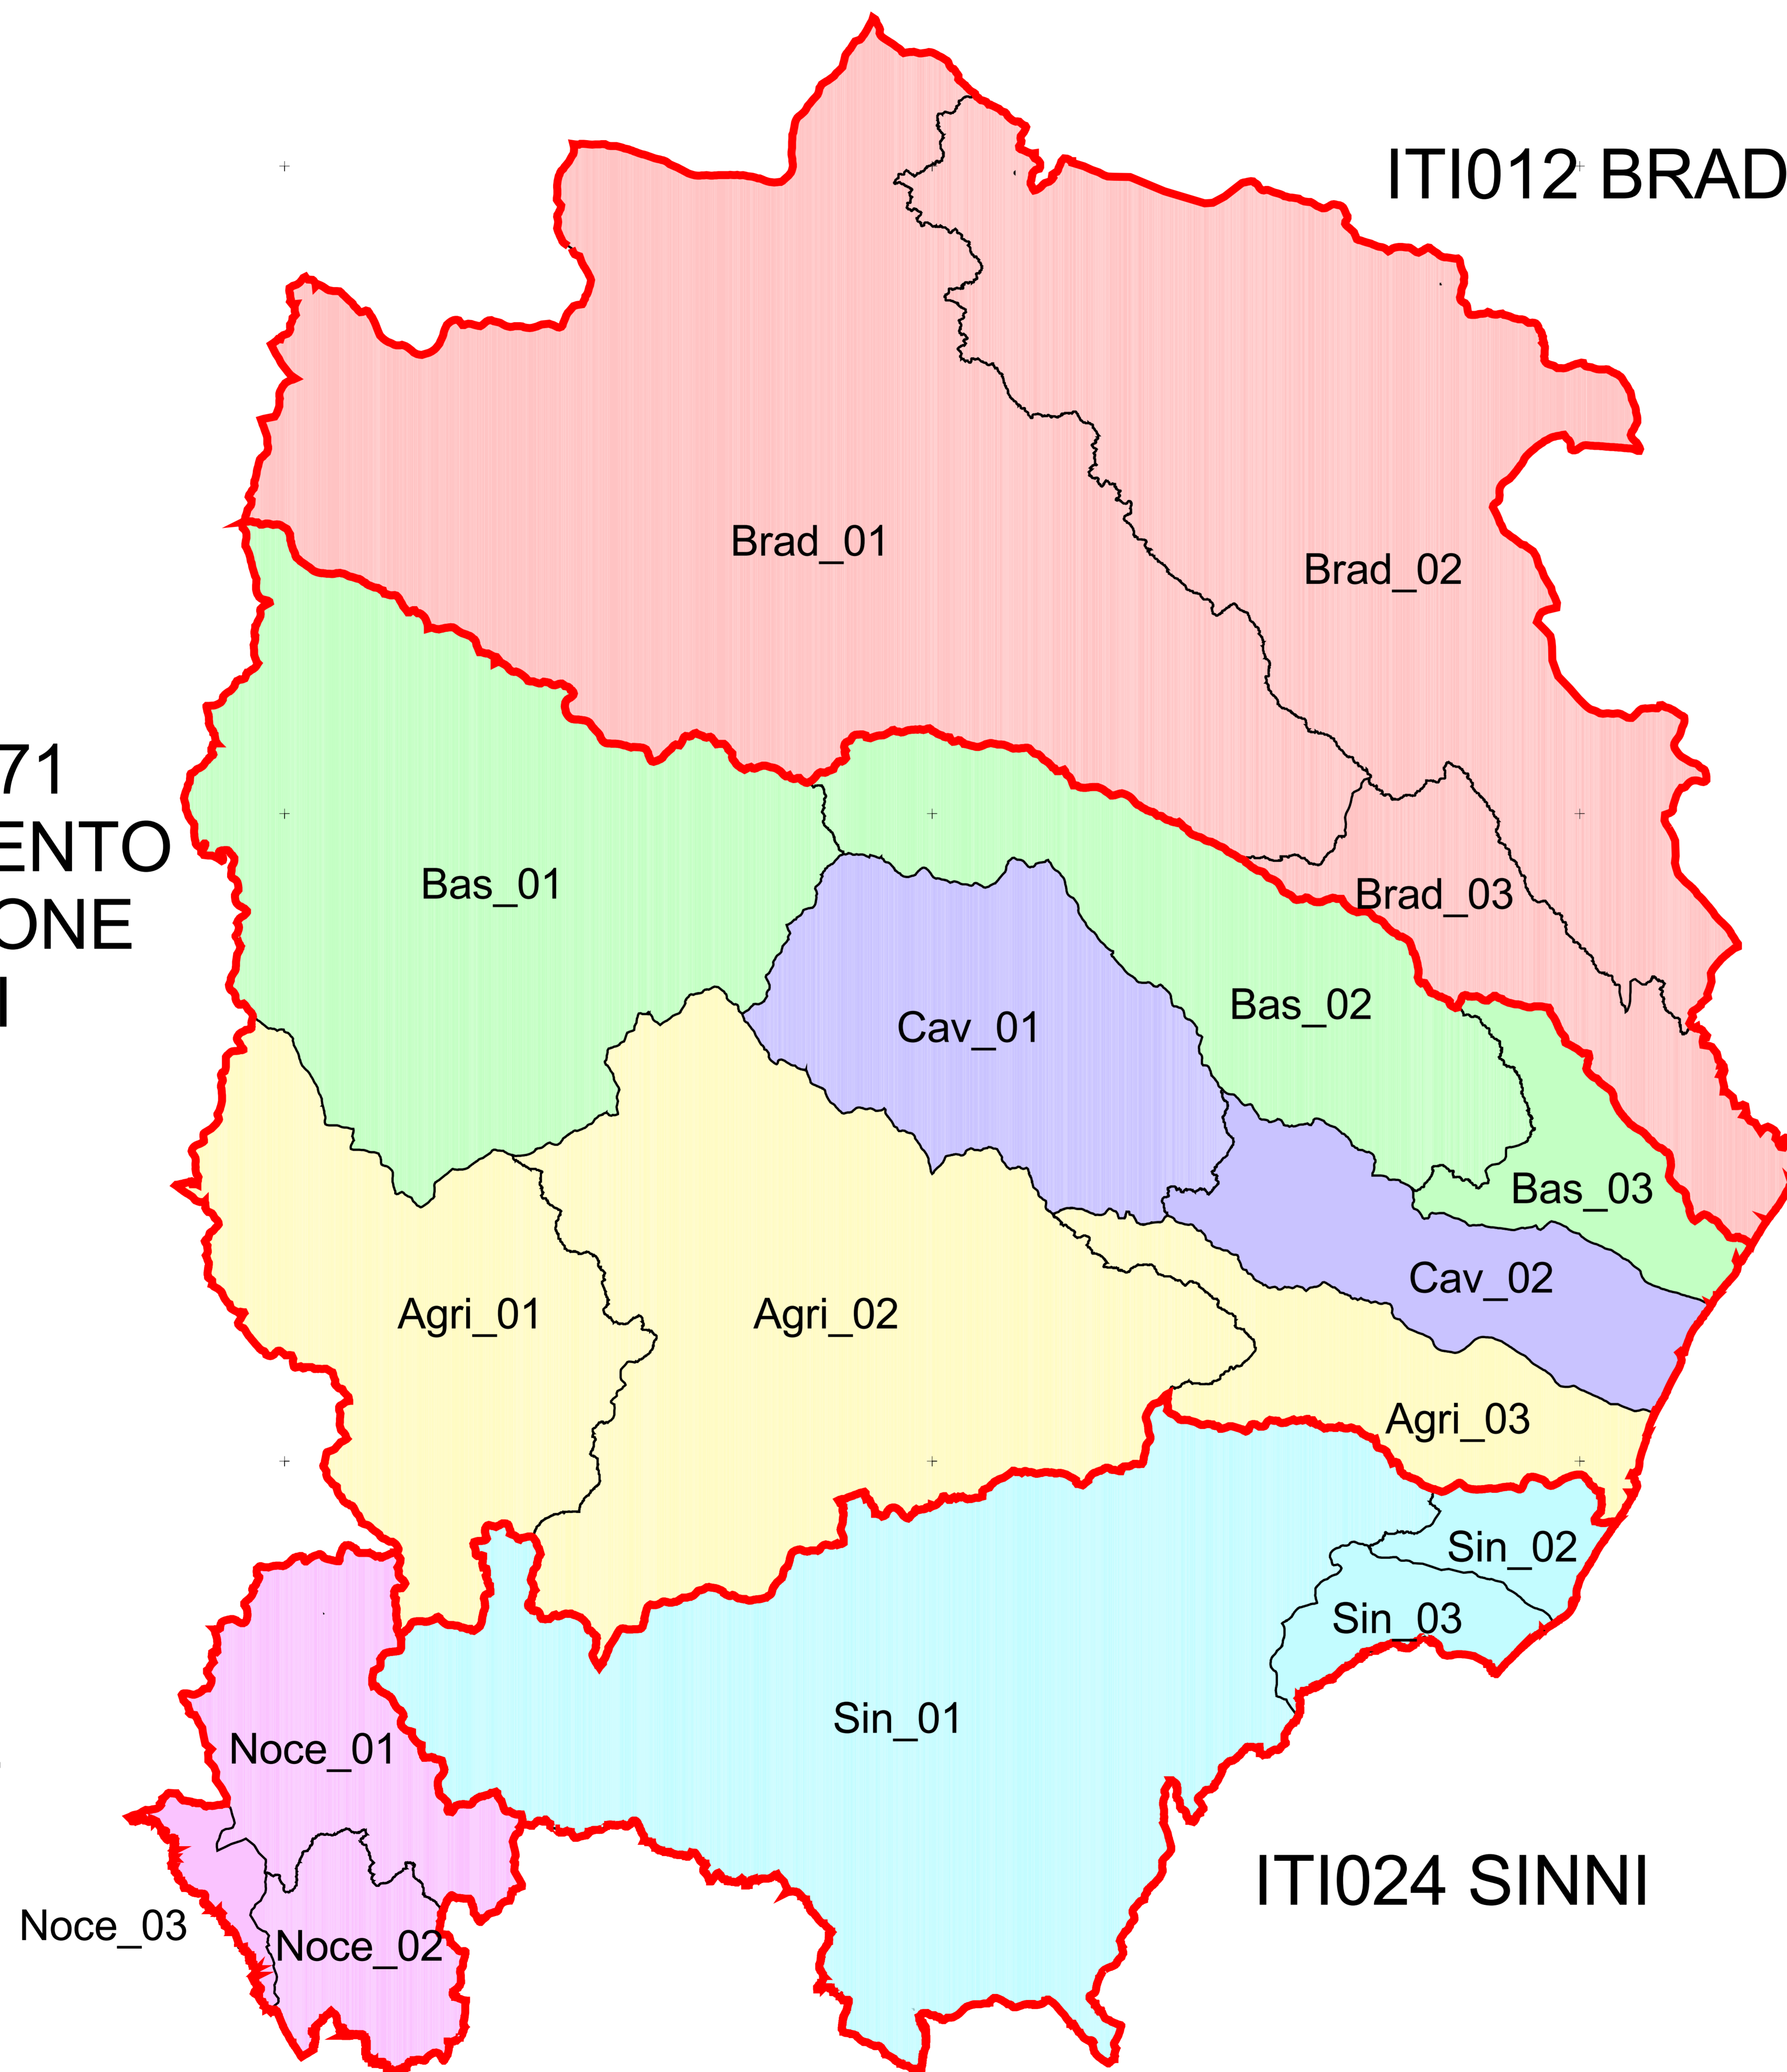 ITI012 BRAD
Brad_01
Brad_02
71
ENTO
ONE
I
Bas_01
Brad_03
Bas_02
Cav_01
Bas_03
Cav_02
Agri_01
Agri_02
Agri_03
Sin_02
Sin_03
Sin_01
Noce_01
ITI024 SINNI
Noce_03
Noce_02